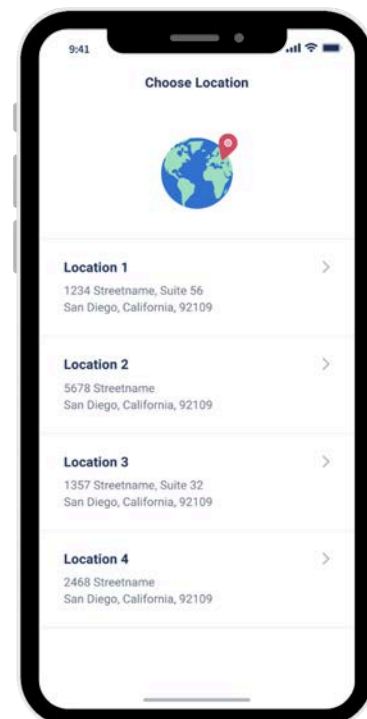 9:41
Choose Location
Location 1
1234 Streetname, Suite 56
San Diego, California, 92109
Location 2
5678 Streetname
San Diego, California, 92109
Location 3
1357 Streetname, Suite 32
San Diego, California, 92109
Location 4
2468 Streetname
San Diego, California, 92109